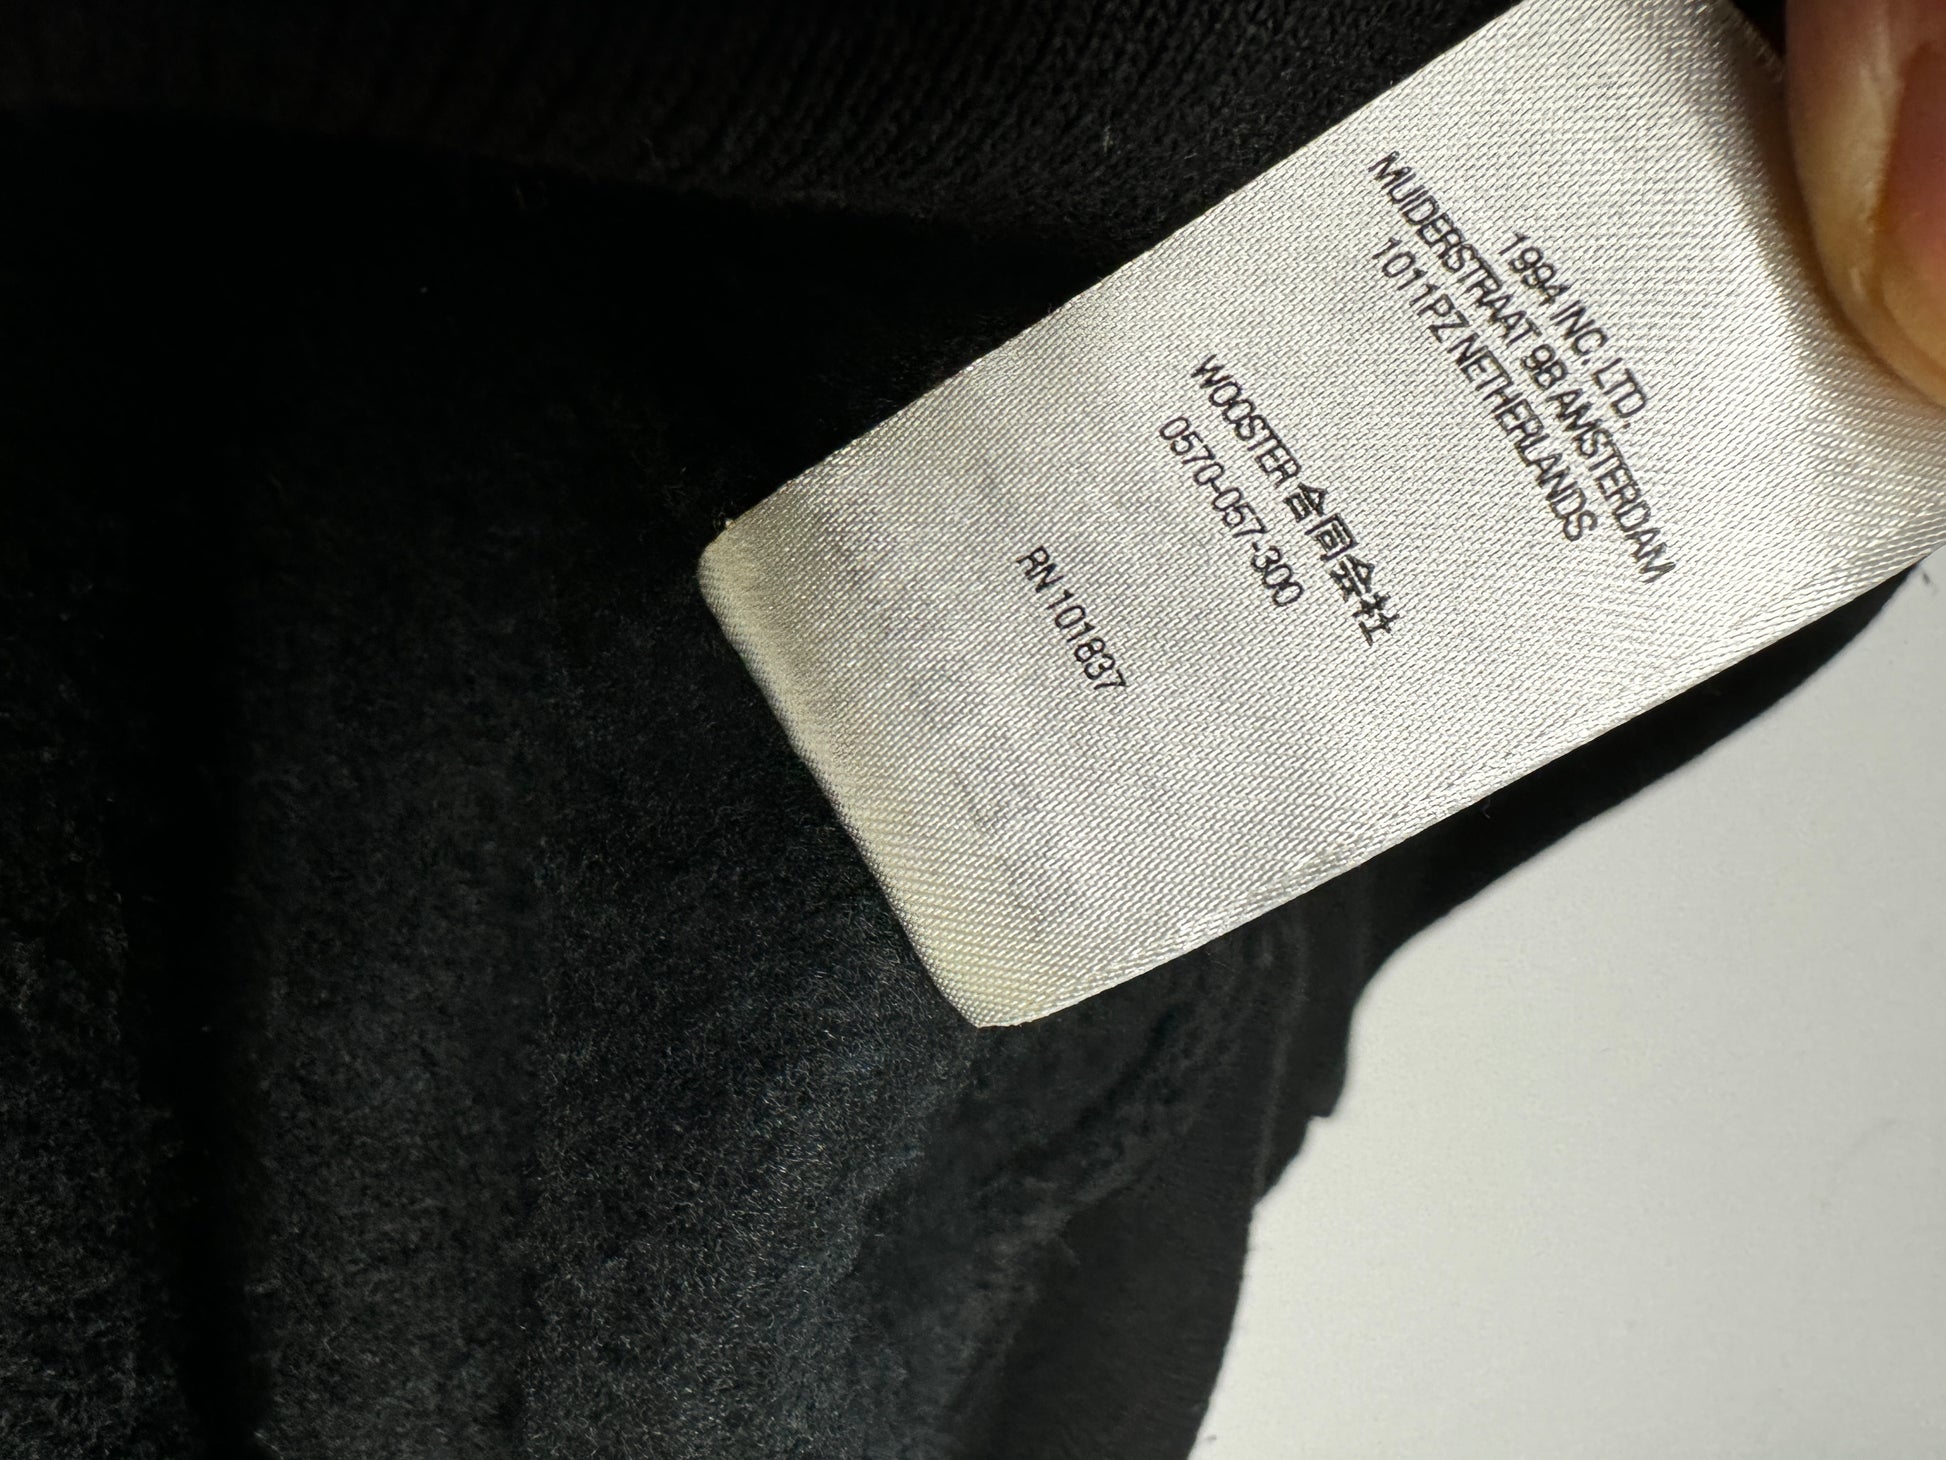 1994 INC. LTD.
MUIDERSTRAAT 9B AMSTERDAM
1011PZ NETHERLANDS
WOOSTER 合同会社
0570-057-300
RN 101837